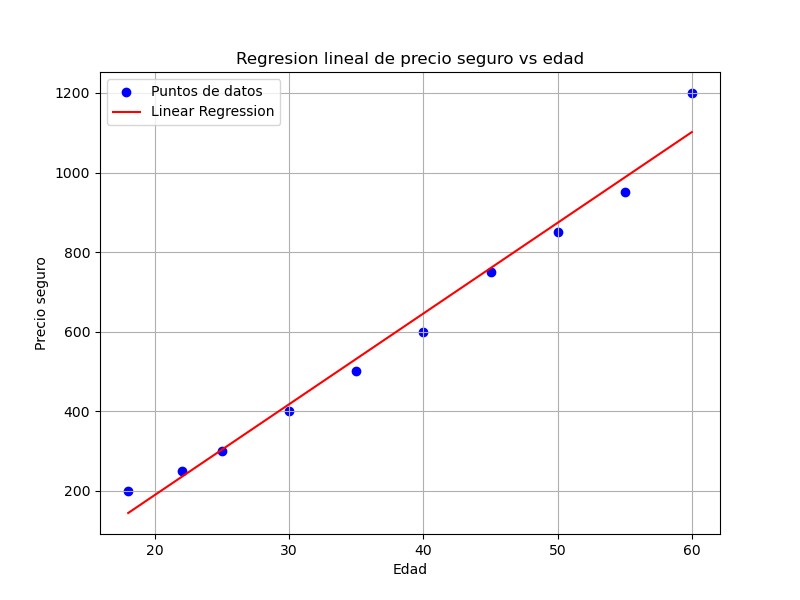 Regresion lineal de precio seguro vs edad
Puntos de datos
Linear Regression
1200
1000
800
600
400
200
Precio seguro
20 30 40 50 60
Edad